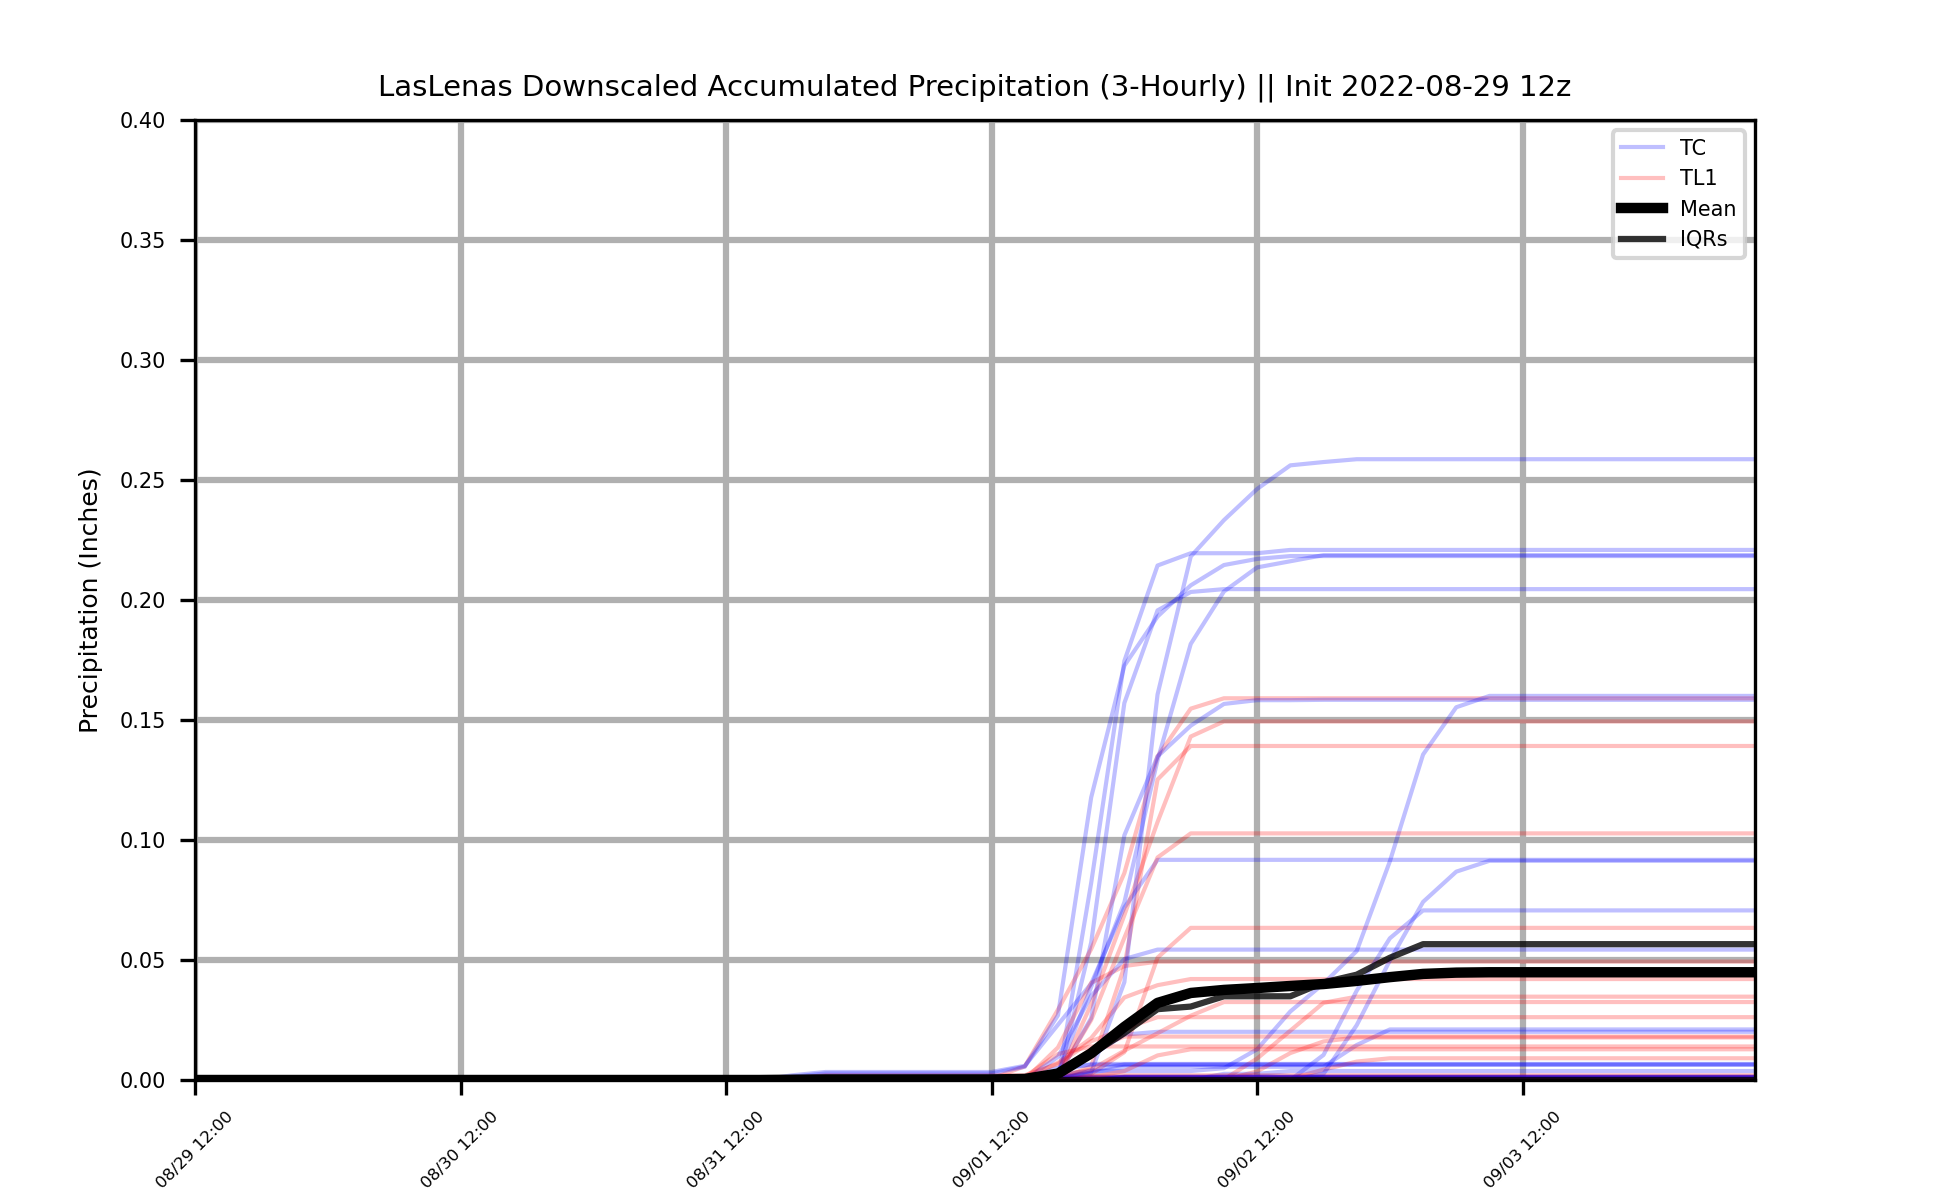 LasLenas Downscaled Accumulated Precipitation (3-Hourly) || Init 2022-08-29 12z
TC
TL1
Mean
IQRs
Precipitation (Inches)
0.40
0.35
0.30
0.25
0.20
0.15
0.10
0.05
0.00
08/29 12:00
08/30 12:00
08/31 12:00
09/01 12:00
09/02 12:00
09/03 12:00